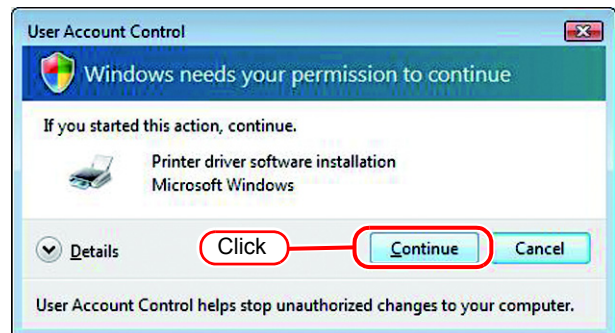 User Account Control
Windows needs your permission to continue
If you started this action, continue.
Printer driver software installation
Microsoft Windows
Details
Click
Continue
Cancel
User Account Control helps stop unauthorized changes to your computer.